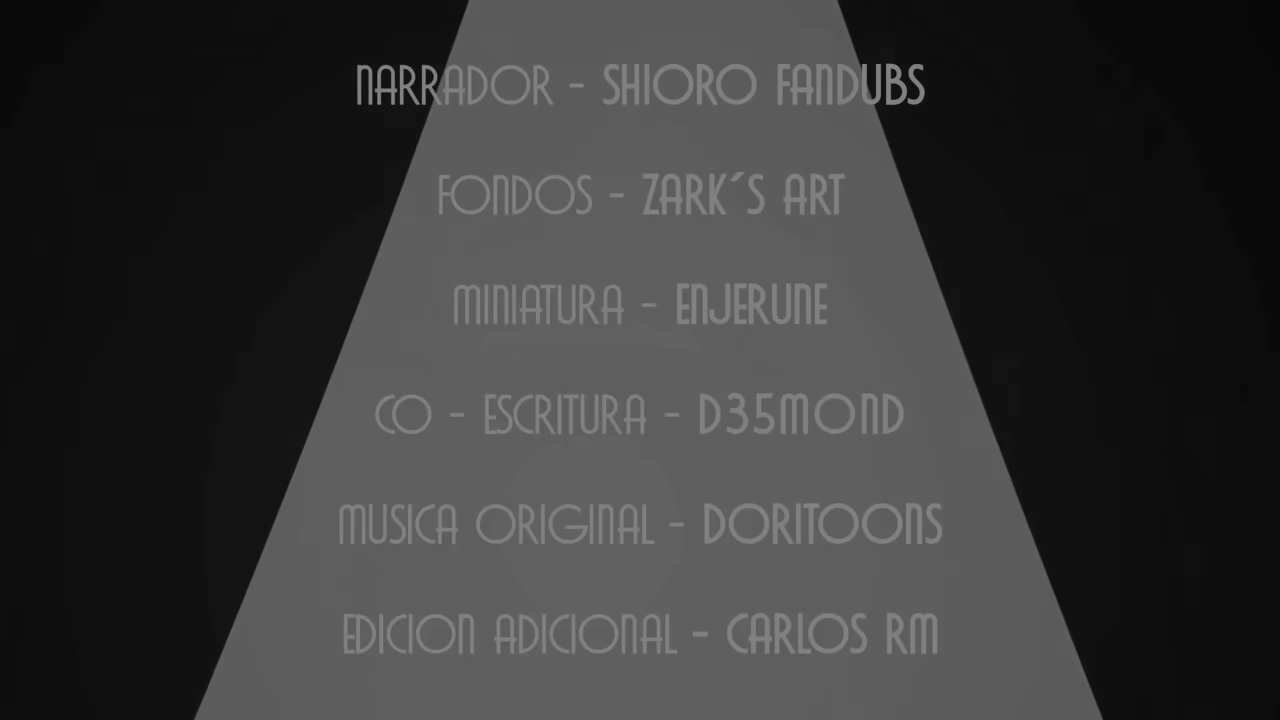 NARRADOR - SHIORO FANDUBS
FONDOS - ZARK´S ART
MINIATURA - ENJERUNE
CO - ESCRITURA - D35MOND
MUSICA ORIGINAL - DORITOONS
EDICION ADICIONAL - CARLOS RM